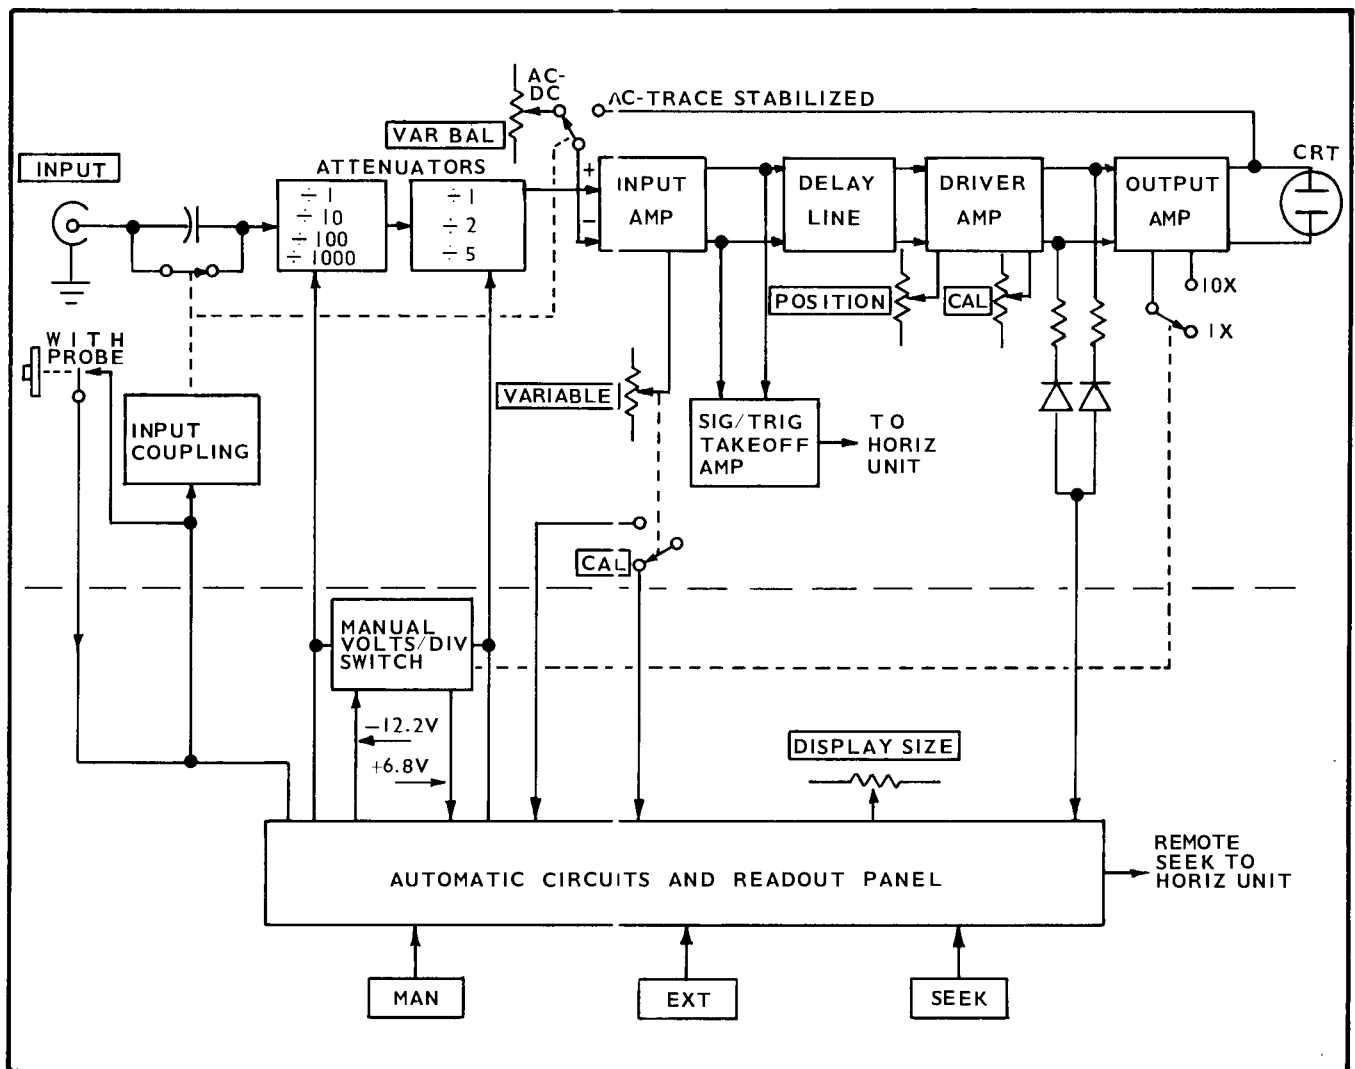 AC-
DC
AC-TRACE STABILIZED
VAR BAL
INPUT
ATTENUATORS
÷ 1
÷ 10
÷ 100
÷ 1000
÷ 1
÷ 2
÷ 5
+
−
INPUT
AMP
DELAY
LINE
DRIVER
AMP
OUTPUT
AMP
CRT
POSITION
CAL
10X
1X
WITH
PROBE
INPUT
COUPLING
VARIABLE
SIG/TRIG
TAKEOFF
AMP
TO
HORIZ
UNIT
CAL
MANUAL
VOLTS/DIV
SWITCH
−12.2V
+6.8V
DISPLAY SIZE
AUTOMATIC CIRCUITS AND READOUT PANEL
REMOTE
SEEK TO
HORIZ UNIT
MAN
EXT
SEEK